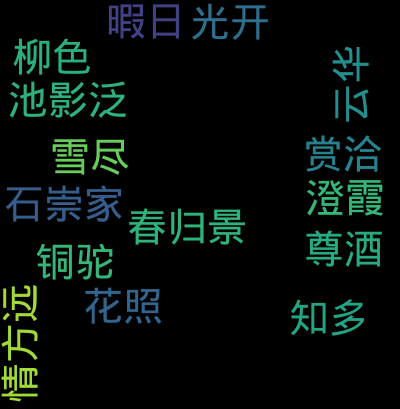 暇日
光开
柳色
云华
池影泛
雪尽
赏洽
石崇家
澄霞
春归景
尊酒
铜驼
情方远
花照
知多